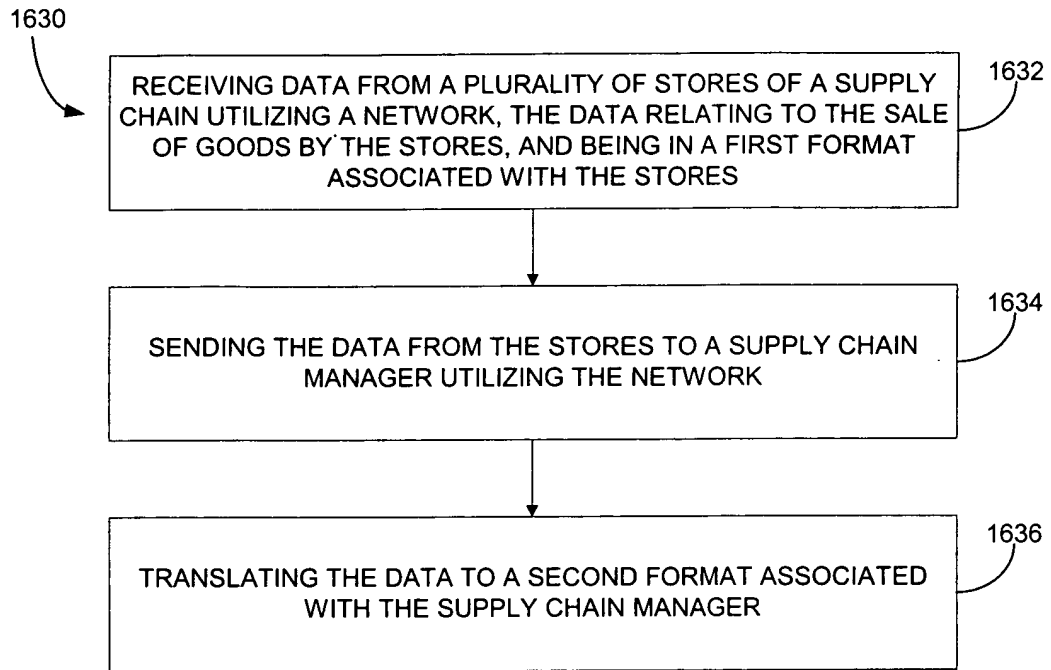 1630
RECEIVING DATA FROM A PLURALITY OF STORES OF A SUPPLY
CHAIN UTILIZING A NETWORK, THE DATA RELATING TO THE SALE
OF GOODS BY THE STORES, AND BEING IN A FIRST FORMAT
ASSOCIATED WITH THE STORES
1632
SENDING THE DATA FROM THE STORES TO A SUPPLY CHAIN
MANAGER UTILIZING THE NETWORK
1634
TRANSLATING THE DATA TO A SECOND FORMAT ASSOCIATED
WITH THE SUPPLY CHAIN MANAGER
1636